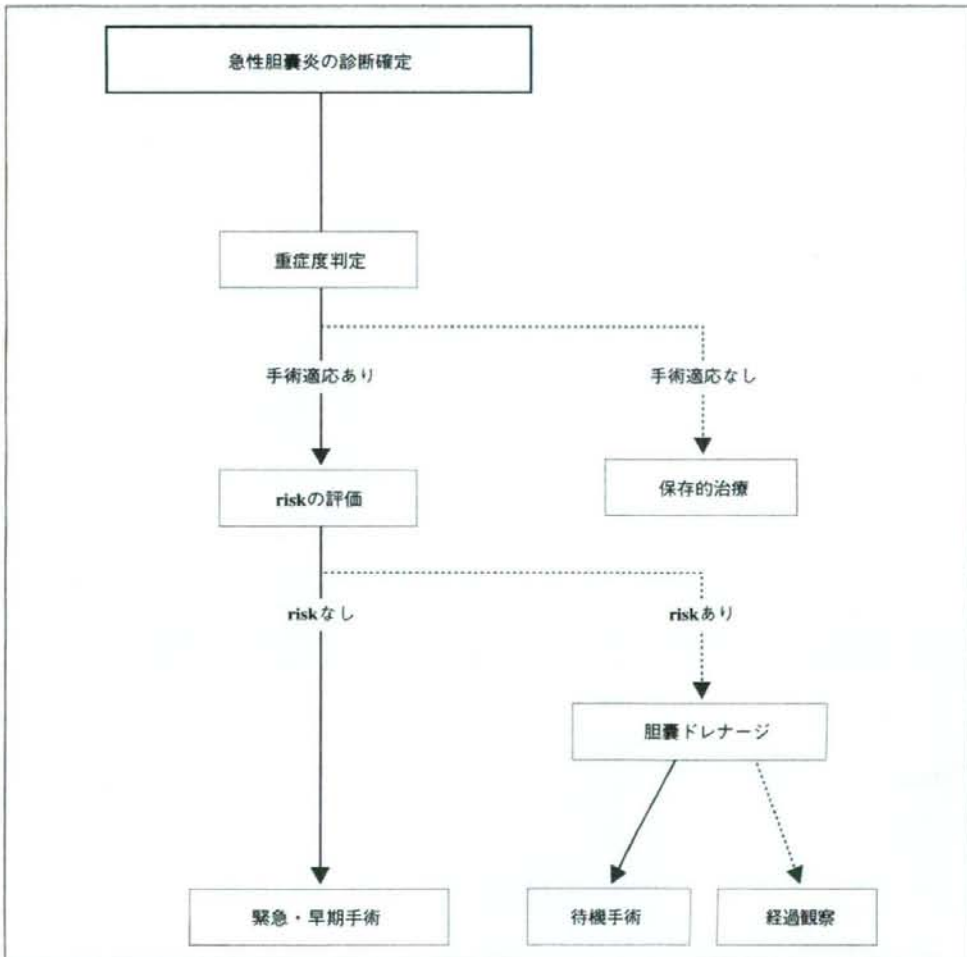 急性胆嚢炎の診断確定
重症度判定
手術適応あり
手術適応なし
riskの評価
保存的治療
riskなし
riskあり
胆嚢ドレナージ
緊急・早期手術
待機手術
経過観察